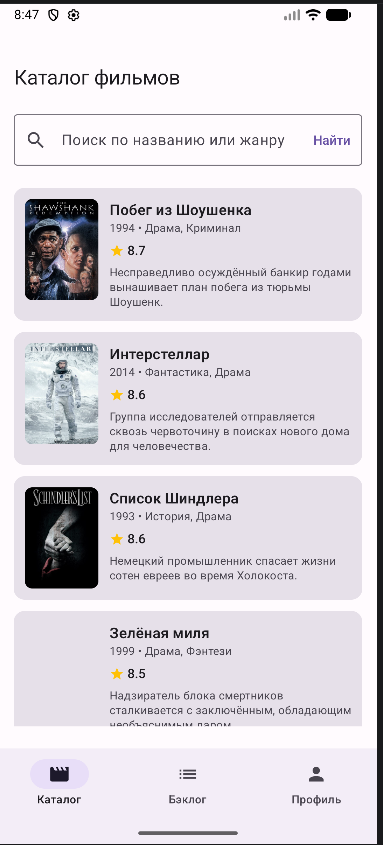 8:47
Каталог фильмов
Поиск по названию или жанру
Найти
THE
SHAWSHANK
REDEMPTION
Побег из Шоушенка
1994 • Драма, Криминал
8.7
Несправедливо осуждённый банкир годами
вынашивает план побега из тюрьмы
Шоушенк.
INTERSTELLAR
Интерстеллар
2014 • Фантастика, Драма
8.6
Группа исследователей отправляется
сквозь червоточину в поисках нового дома
для человечества.
SCHINDLER'S LIST
Список Шиндлера
1993 • История, Драма
8.6
Немецкий промышленник спасает жизни
сотен евреев во время Холокоста.
Зелёная миля
1999 • Драма, Фэнтези
8.5
Надзиратель блока смертников
сталкивается с заключённым, обладающим
необъяснимым даром
Каталог
Бэклог
Профиль